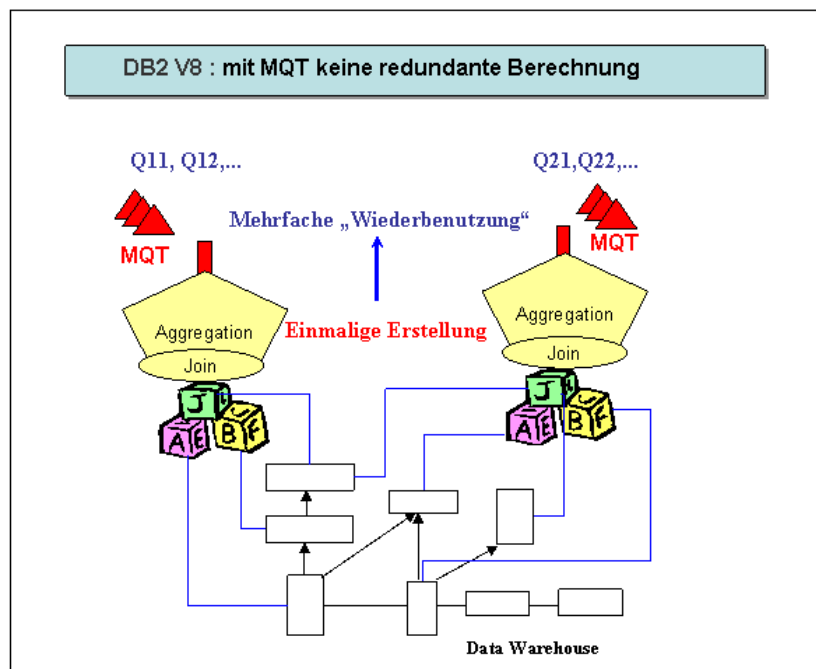 DB2 V8 : mit MQT keine redundante Berechnung
Q11, Q12,...
Q21,Q22,...
Mehrfache „Wiederbenutzung“
MQT
MQT
Aggregation
Join
Einmalige Erstellung
Aggregation
Join
J
A E
B F
J
A E
B F
Data Warehouse